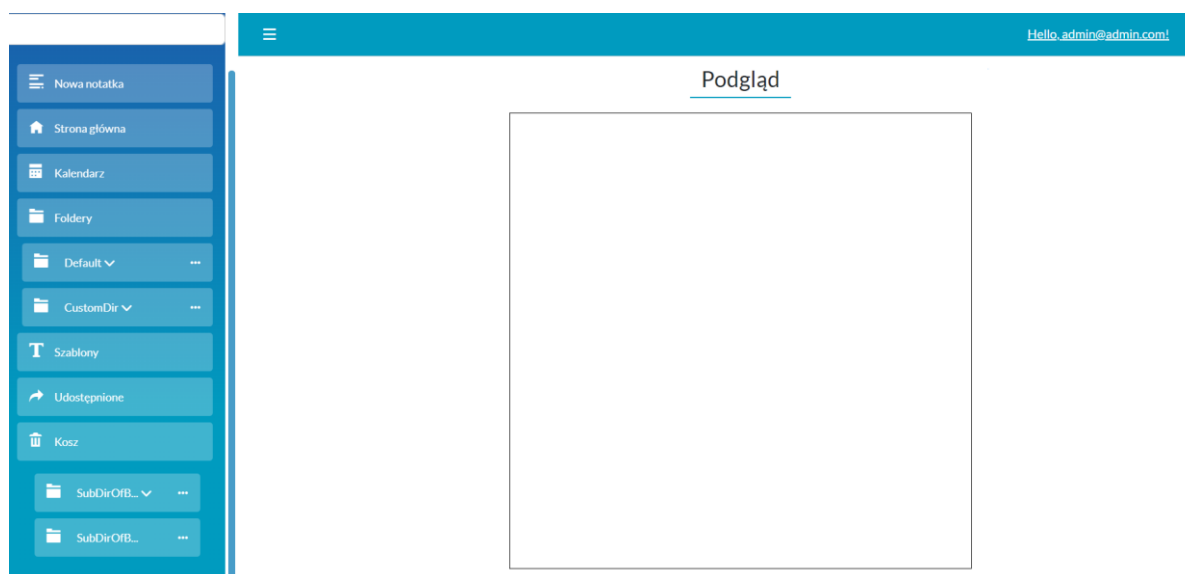 Hello, admin@admin.com!
Nowa notatka
Strona główna
Kalendarz
Foldery
Default
CustomDir
Szablony
Udostępnione
Kosz
SubDirOfB...
SubDirOfB...
Podgląd